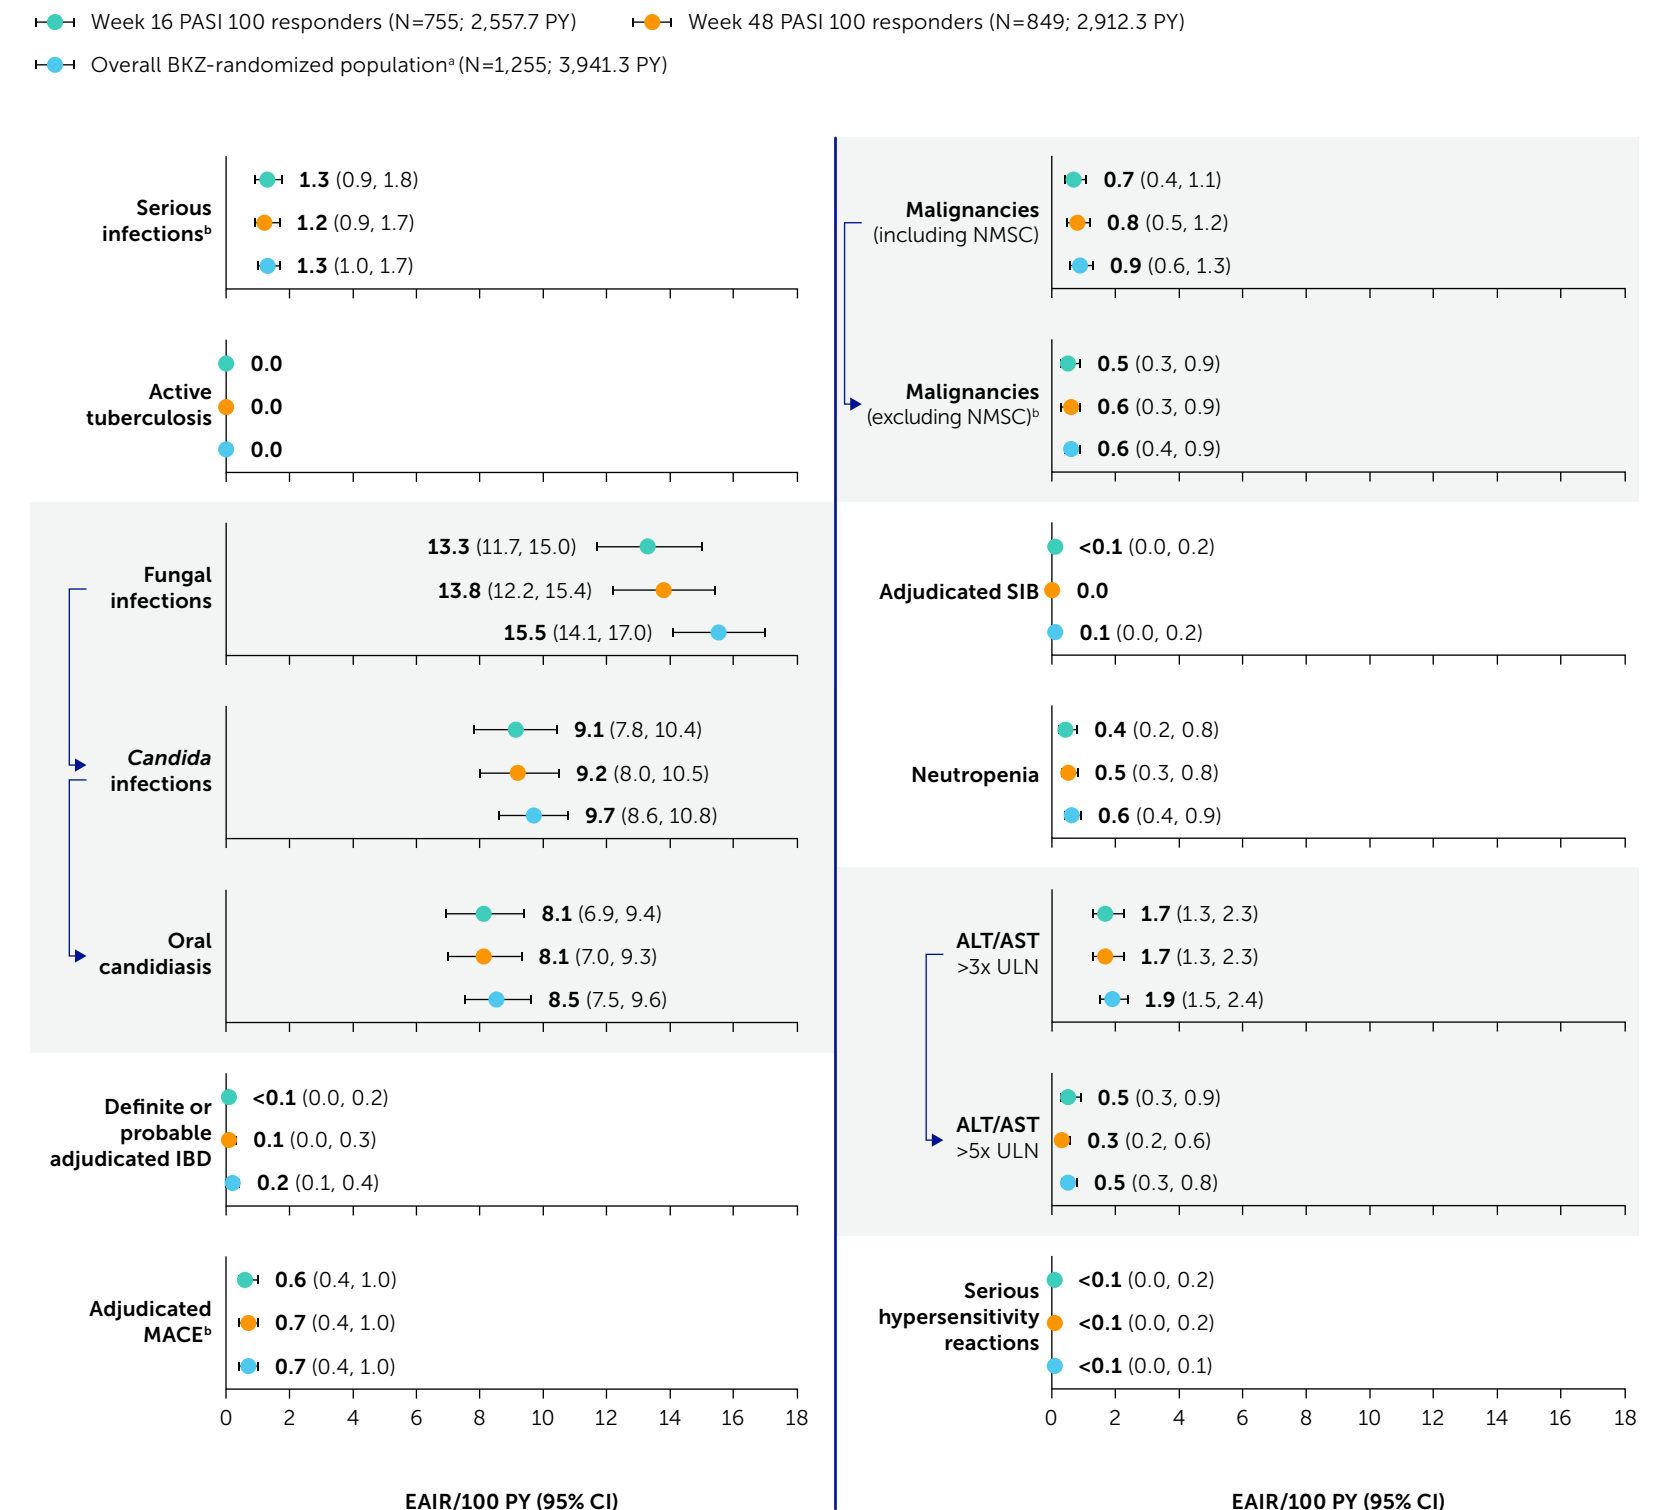 Week 16 PASI 100 responders (N=755; 2,557.7 PY)
Week 48 PASI 100 responders (N=849; 2,912.3 PY)
Overall BKZ-randomized populationᵃ (N=1,255; 3,941.3 PY)
Serious
infectionsᵇ
1.3 (0.9, 1.8)
1.2 (0.9, 1.7)
1.3 (1.0, 1.7)
Active
tuberculosis
0.0
0.0
0.0
Fungal
infections
13.3 (11.7, 15.0)
13.8 (12.2, 15.4)
15.5 (14.1, 17.0)
Candida
infections
9.1 (7.8, 10.4)
9.2 (8.0, 10.5)
9.7 (8.6, 10.8)
Oral
candidiasis
8.1 (6.9, 9.4)
8.1 (7.0, 9.3)
8.5 (7.5, 9.6)
Definite or
probable
adjudicated IBD
<0.1 (0.0, 0.2)
0.1 (0.0, 0.3)
0.2 (0.1, 0.4)
Adjudicated
MACEᵇ
0.6 (0.4, 1.0)
0.7 (0.4, 1.0)
0.7 (0.4, 1.0)
0 2 4 6 8 10 12 14 16 18
EAIR/100 PY (95% CI)
Malignancies
(including NMSC)
0.7 (0.4, 1.1)
0.8 (0.5, 1.2)
0.9 (0.6, 1.3)
Malignancies
(excluding NMSC)ᵇ
0.5 (0.3, 0.9)
0.6 (0.3, 0.9)
0.6 (0.4, 0.9)
Adjudicated SIB
<0.1 (0.0, 0.2)
0.0
0.1 (0.0, 0.2)
Neutropenia
0.4 (0.2, 0.8)
0.5 (0.3, 0.8)
0.6 (0.4, 0.9)
ALT/AST
>3x ULN
1.7 (1.3, 2.3)
1.7 (1.3, 2.3)
1.9 (1.5, 2.4)
ALT/AST
>5x ULN
0.5 (0.3, 0.9)
0.3 (0.2, 0.6)
0.5 (0.3, 0.8)
Serious
hypersensitivity
reactions
<0.1 (0.0, 0.2)
<0.1 (0.0, 0.2)
<0.1 (0.0, 0.1)
0 2 4 6 8 10 12 14 16 18
EAIR/100 PY (95% CI)